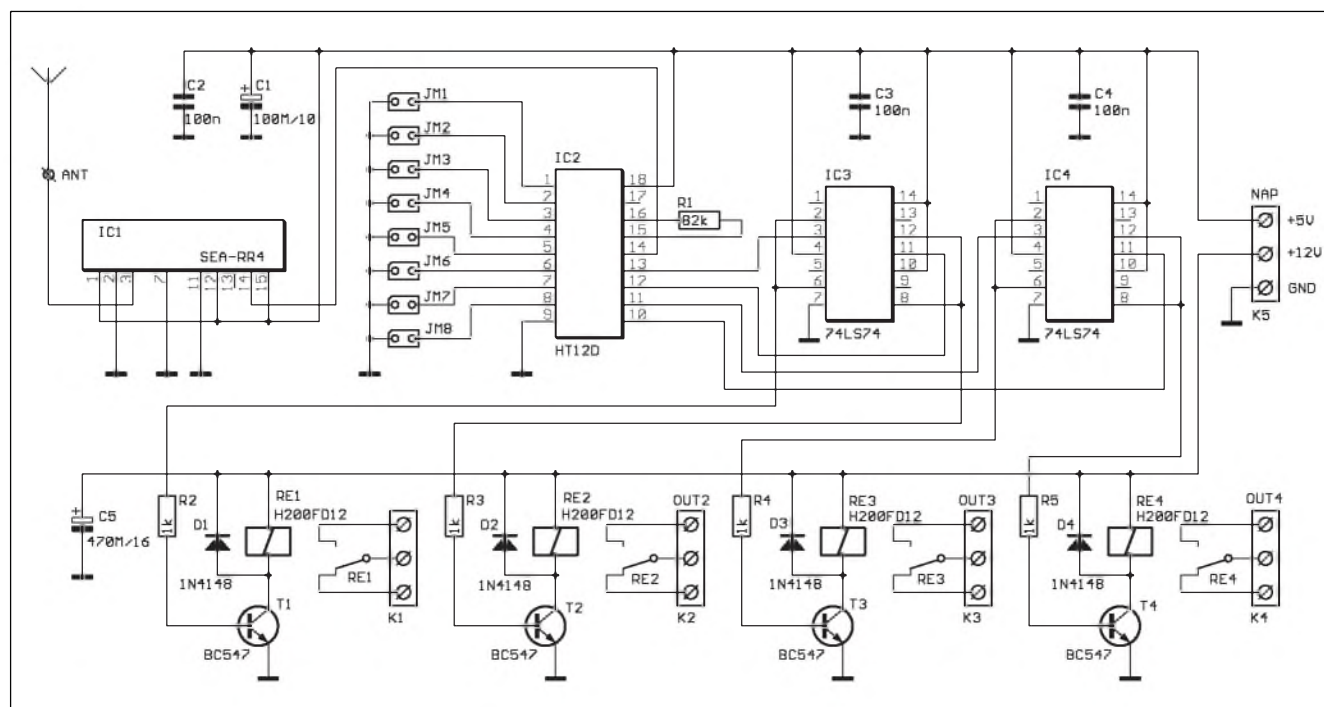 C2
100n
C1
+
100M/10
JM1
JM2
JM3
JM4
JM5
JM6
JM7
JM8
C3
100n
C4
100n
ANT
IC1
SEA-RR4
1 2 3 7 11 12 13 14 15
IC2
1 18
2 17
3 16
4 15
5 14
6 13
7 12
8 11
9 10
HT12D
R1
82k
IC3
1 14
2 13
3 12
4 11
5 10
6 9
7 8
74LS74
IC4
1 14
2 13
3 12
4 11
5 10
6 9
7 8
74LS74
NAP
+5V
+12V
GND
K5
+
C5
470M/16
R2
1k
D1
1N4148
RE1
H200FD12
RE1
K1
T1
BC547
R3
1k
D2
1N4148
RE2
H200FD12
OUT2
RE2
K2
T2
BC547
R4
1k
D3
1N4148
RE3
H200FD12
OUT3
RE3
K3
T3
BC547
R5
1k
D4
1N4148
RE4
H200FD12
OUT4
RE4
K4
T4
BC547